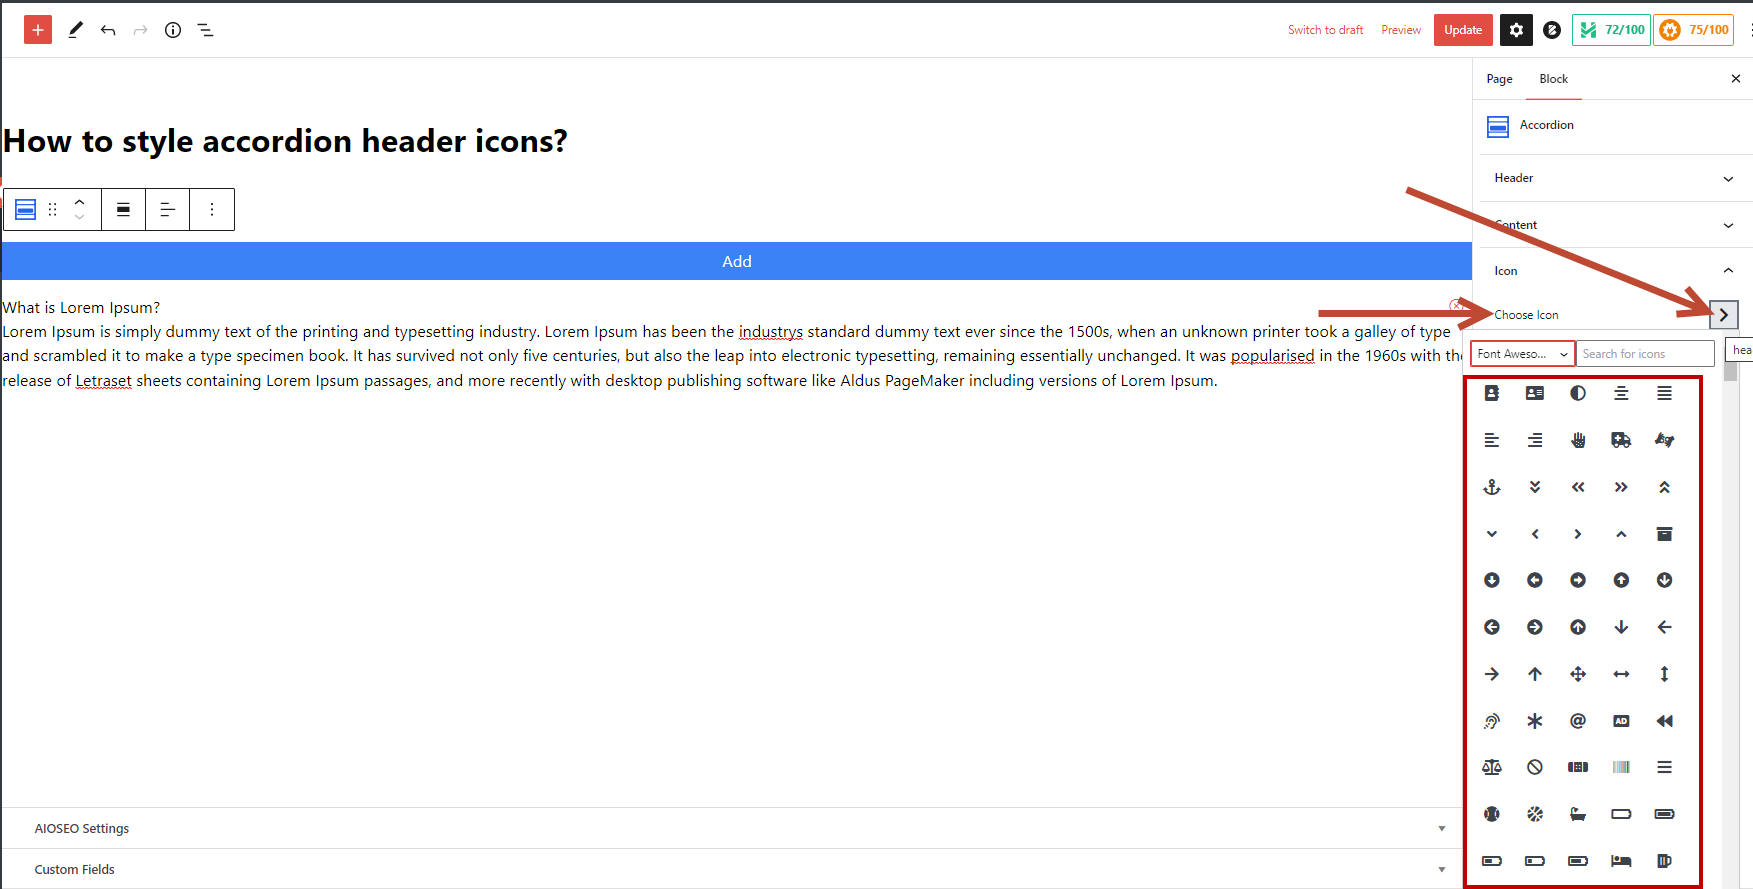 Switch to draft Preview Update 72/100 75/100
Page Block
Accordion
How to style accordion header icons?
Header
Content
Add
Icon
What is Lorem Ipsum?
Choose Icon
Lorem Ipsum is simply dummy text of the printing and typesetting industry. Lorem Ipsum has been the industrys standard dummy text ever since the 1500s, when an unknown printer took a galley of type
and scrambled it to make a type specimen book. It has survived not only five centuries, but also the leap into electronic typesetting, remaining essentially unchanged. It was popularised in the 1960s with the
release of Letraset sheets containing Lorem Ipsum passages, and more recently with desktop publishing software like Aldus PageMaker including versions of Lorem Ipsum.
Font Aweso... Search for icons
hea
AD
AIOSEO Settings
Custom Fields